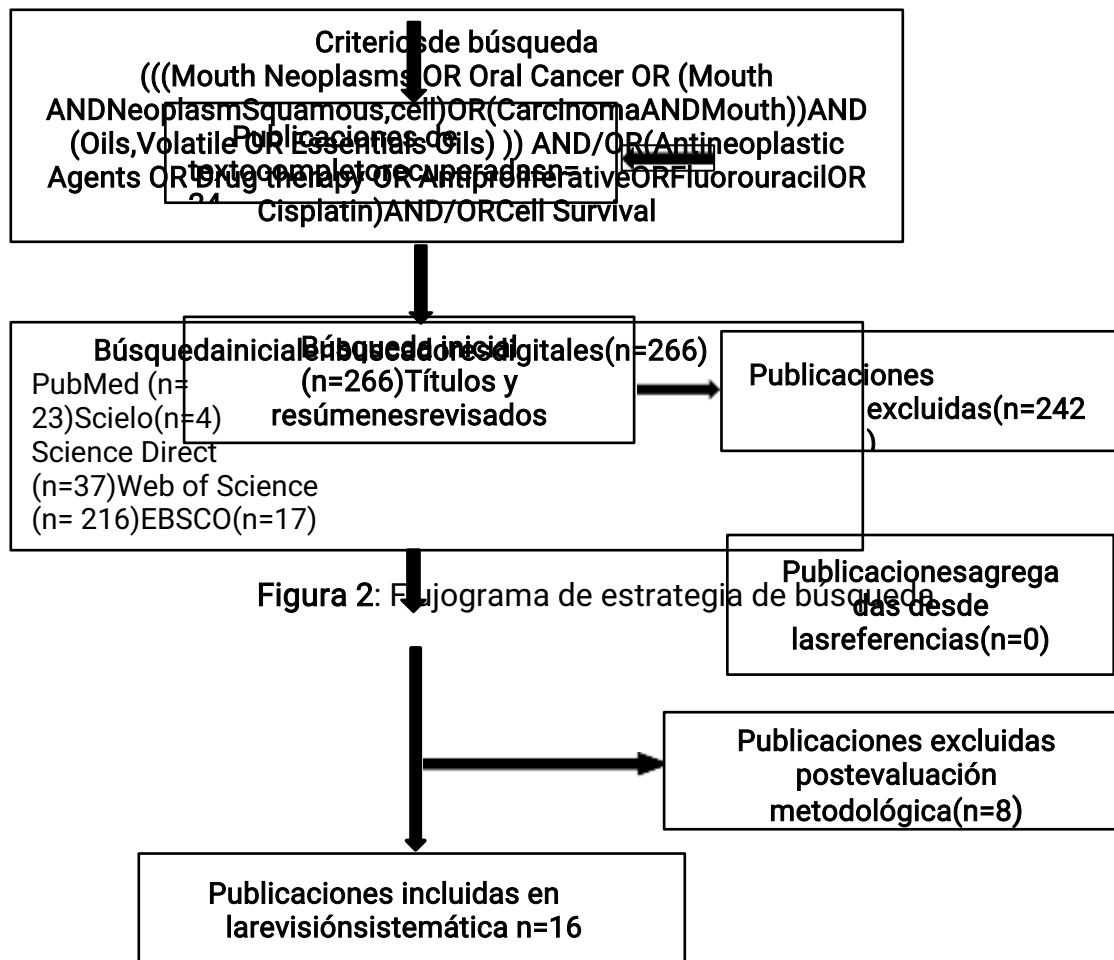 Criteriosde búsqueda
(((Mouth Neoplasms OR Oral Cancer OR (Mouth
ANDNeoplasmSquamous,cell)OR(CarcinomaANDMouth))AND
(Oils,Volatile OR Essentials Oils) )) AND/OR(Antineoplastic
Agents OR Drug therapy OR AntiproliferativeORFluorouracilOR
Cisplatin)AND/ORCell Survival
Publicaciones de
textocompletorecuperadasn=
24
Búsquedainicialenbuscadoresdigitales(n=266)
PubMed (n=
23)Scielo(n=4)
Science Direct
(n=37)Web of Science
(n= 216)EBSCO(n=17)
Búsqueda inicial
(n=266)Títulos y
resúmenesrevisados
Publicaciones
excluidas(n=242
)
Figura 2: Flujograma de estrategia de búsqueda
Publicacionesagrega
das desde
lasreferencias(n=0)
Publicaciones excluidas
postevaluación
metodológica(n=8)
Publicaciones incluidas en
larevisiónsistemática n=16